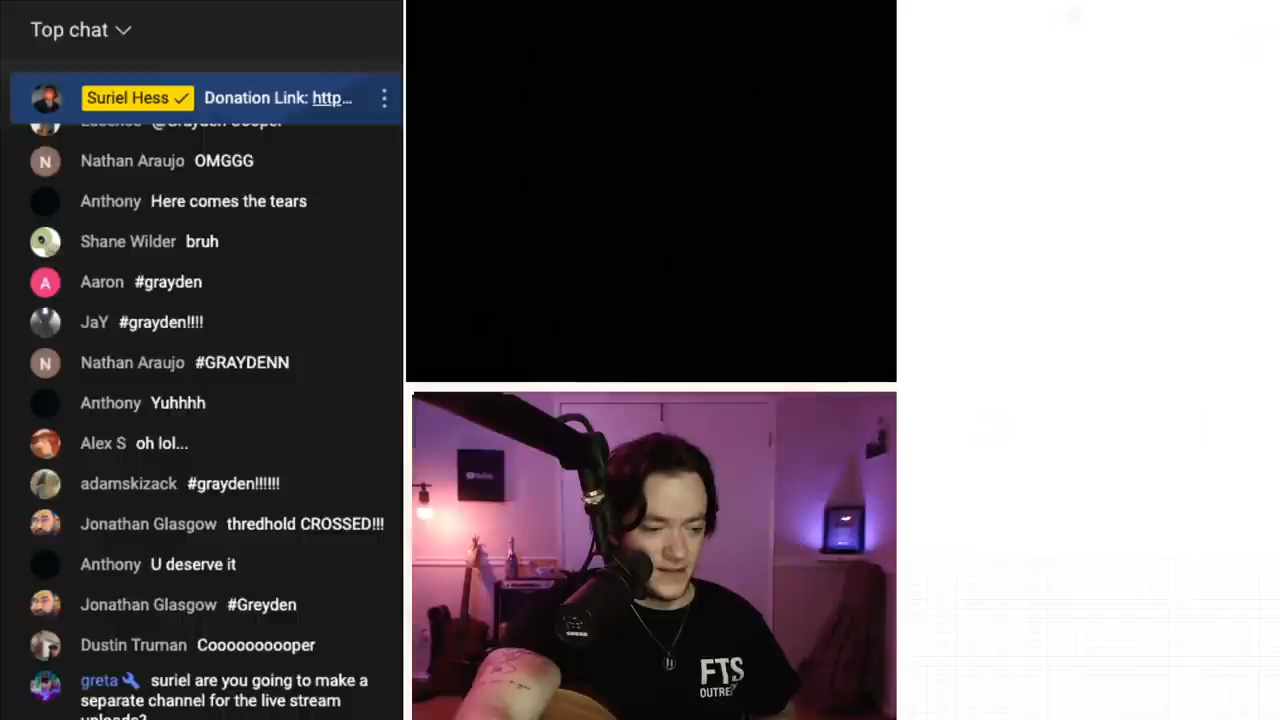 Top chat
Suriel Hess Donation Link: http...
Nathan Araujo OMGGG
Anthony Here comes the tears
Shane Wilder bruh
A Aaron #grayden
JaY #grayden!!!!
N Nathan Araujo #GRAYDENN
Anthony Yuhhhh
Alex S oh lol...
adamskizack #grayden!!!!!!
Jonathan Glasgow thredhold CROSSED!!!
Anthony U deserve it
Jonathan Glasgow #Greyden
Dustin Truman Coooooooooper
greta suriel are you going to make a
separate channel for the live stream
uploads?
FTS